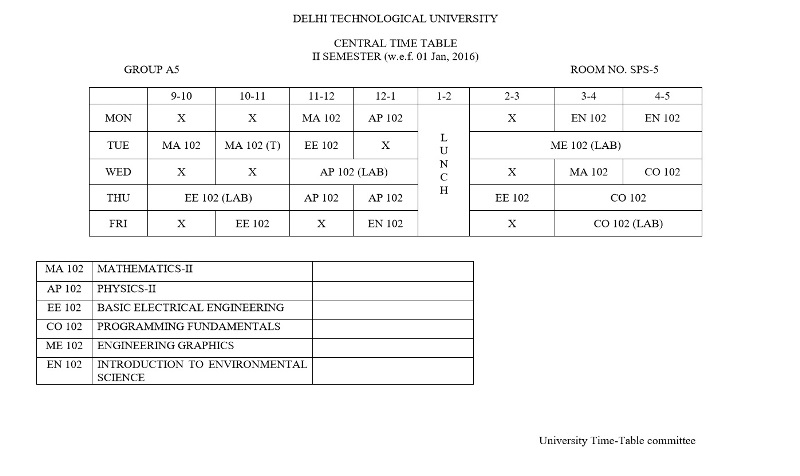 DELHI TECHNOLOGICAL UNIVERSITY
CENTRAL TIME TABLE
II SEMESTER (w.e.f. 01 Jan, 2016)
GROUP A5 ROOM NO. SPS-5
9-10 10-11 11-12 12-1 1-2 2-3 3-4 4-5
MON X X MA 102 AP 102 LUNCH X EN 102 EN 102
TUE MA 102 MA 102 (T) EE 102 X ME 102 (LAB)
WED X X AP 102 (LAB) X MA 102 CO 102
THU EE 102 (LAB) AP 102 AP 102 EE 102 CO 102
FRI X EE 102 X EN 102 X CO 102 (LAB)
MA 102 MATHEMATICS-II
AP 102 PHYSICS-II
EE 102 BASIC ELECTRICAL ENGINEERING
CO 102 PROGRAMMING FUNDAMENTALS
ME 102 ENGINEERING GRAPHICS
EN 102 INTRODUCTION TO ENVIRONMENTAL
SCIENCE
University Time-Table committee